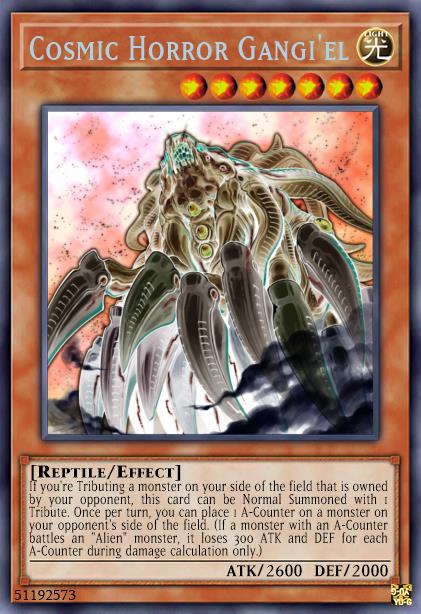 Cosmic Horror Gangi'el
LIGHT
光
[Reptile/Effect]
If you're Tributing a monster on your side of the field that is owned
by your opponent, this card can be Normal Summoned with 1
Tribute. Once per turn, you can place 1 A-Counter on a monster on
your opponent's side of the field. (If a monster with an A-Counter
battles an "Alien" monster, it loses 300 ATK and DEF for each
A-Counter during damage calculation only.)
ATK/2600 DEF/2000
51192573